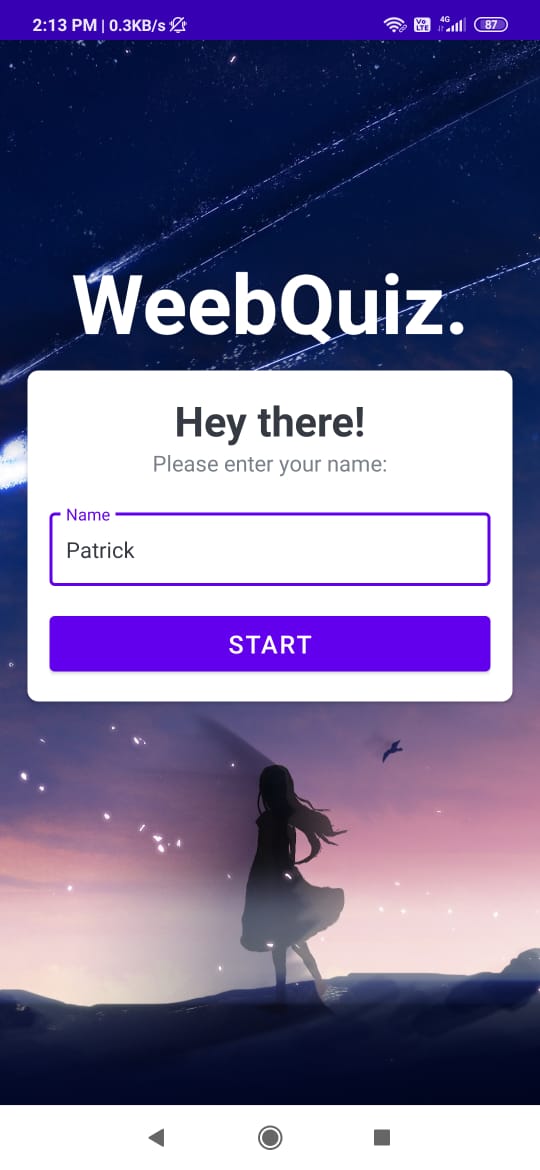 2:13 PM | 0.3KB/s
Vo LTE 4G 87
WeebQuiz.
Hey there!
Please enter your name:
Name
Patrick
START